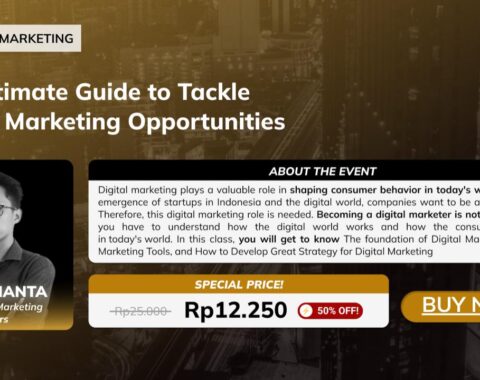 MARKETING
timate Guide to Tackle
Marketing Opportunities
ABOUT THE EVENT
Digital marketing plays a valuable role in shaping consumer behavior in today's w
emergence of startups in Indonesia and the digital world, companies want to be a
Therefore, this digital marketing role is needed. Becoming a digital marketer is not
you have to understand how the digital world works and how the consu
in today's world. In this class, you will get to know The foundation of Digital Ma
Marketing Tools, and How to Develop Great Strategy for Digital Marketing
ANTA
Marketing
rs
SPECIAL PRICE!
Rp25.000 Rp12.250 50% OFF!
BUY N